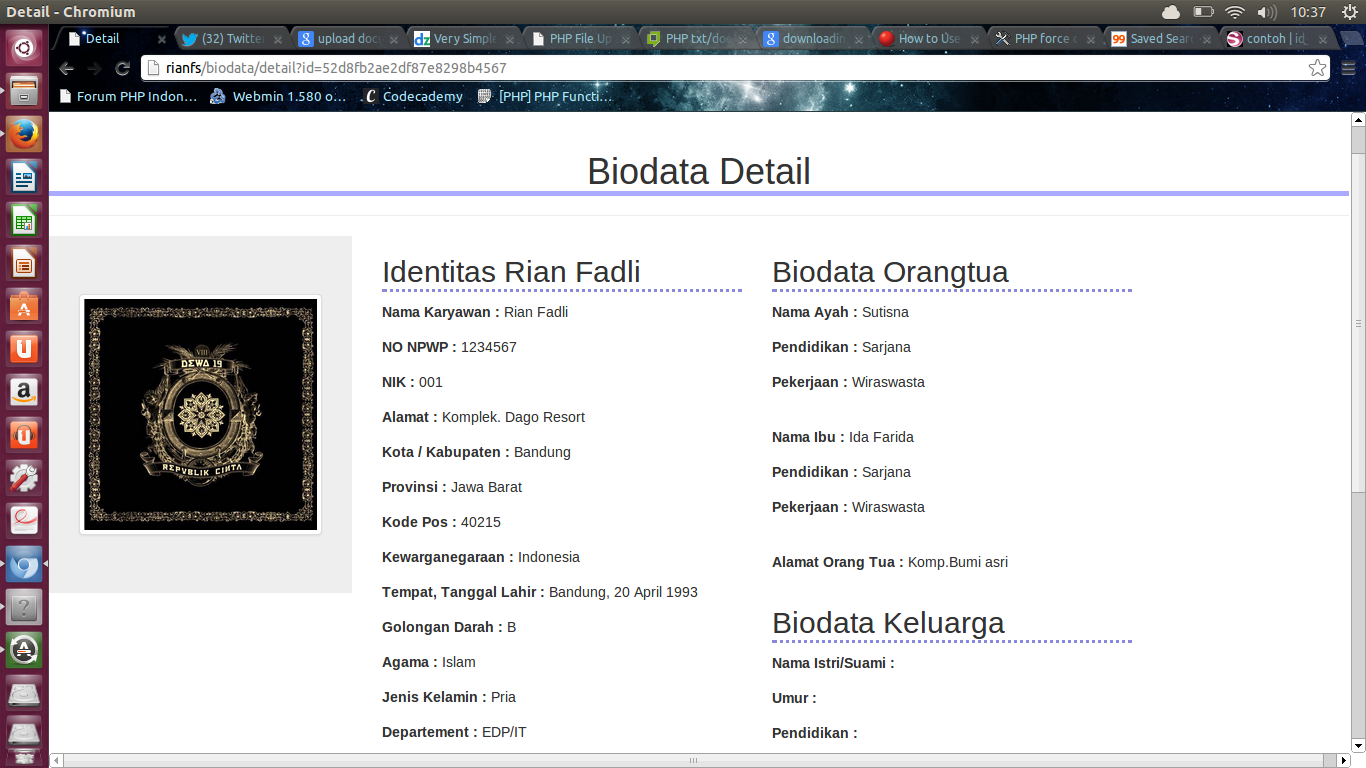 Detail - Chromium
10:37
Detail
(32) Twitter
upload doc
Very Simple
PHP File Up
PHP txt/do
downloadin
How to Use
PHP force
Saved Sear
contoh | id_
rianfs/biodata/detail?id=52d8fb2ae2df87e8298b4567
Forum PHP Indon...
Webmin 1.580 o...
Codecademy
[PHP] PHP Functi...
Biodata Detail
VIII
DEWA 19
REPVBLIK CINTA
Identitas Rian Fadli
Nama Karyawan : Rian Fadli
NO NPWP : 1234567
NIK : 001
Alamat : Komplek. Dago Resort
Kota / Kabupaten : Bandung
Provinsi : Jawa Barat
Kode Pos : 40215
Kewarganegaraan : Indonesia
Tempat, Tanggal Lahir : Bandung, 20 April 1993
Golongan Darah : B
Agama : Islam
Jenis Kelamin : Pria
Departement : EDP/IT
Biodata Orangtua
Nama Ayah : Sutisna
Pendidikan : Sarjana
Pekerjaan : Wiraswasta
Nama Ibu : Ida Farida
Pendidikan : Sarjana
Pekerjaan : Wiraswasta
Alamat Orang Tua : Komp.Bumi asri
Biodata Keluarga
Nama Istri/Suami :
Umur :
Pendidikan :